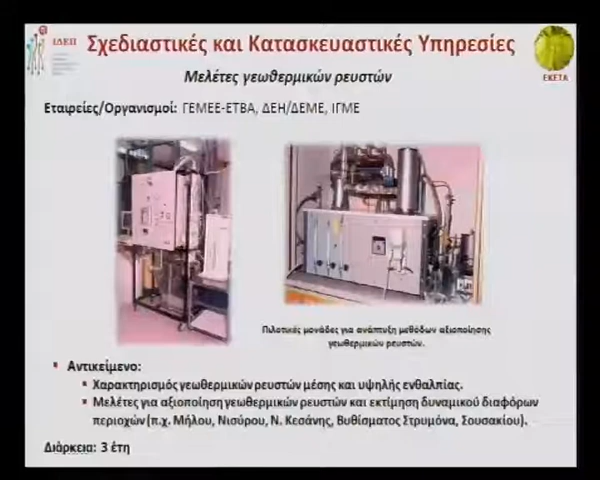 ΙΔΕΠ
Σχεδιαστικές και Κατασκευαστικές Υπηρεσίες
ΕΚΕΤΑ
Μελέτες γεωθερμικών ρευστών
Εταιρείες/Οργανισμοί: ΓΕΜΕΕ-ΕΤΒΑ, ΔΕΗ/ΔΕΜΕ, ΙΓΜΕ
Πιλοτικές μονάδες για ανάπτυξη μεθόδων αξιοποίησης
γεωθερμικών ρευστών.
Αντικείμενο:
Χαρακτηρισμός γεωθερμικών ρευστών μέσης και υψηλής ενθαλπίας.
Μελέτες για αξιοποίηση γεωθερμικών ρευστών και εκτίμηση δυναμικού διαφόρων
περιοχών (π.χ. Μήλου, Νισύρου, Ν. Κεσάνης, Βυθίσματος Στρυμόνα, Σουσακίου).
Διάρκεια: 3 έτη